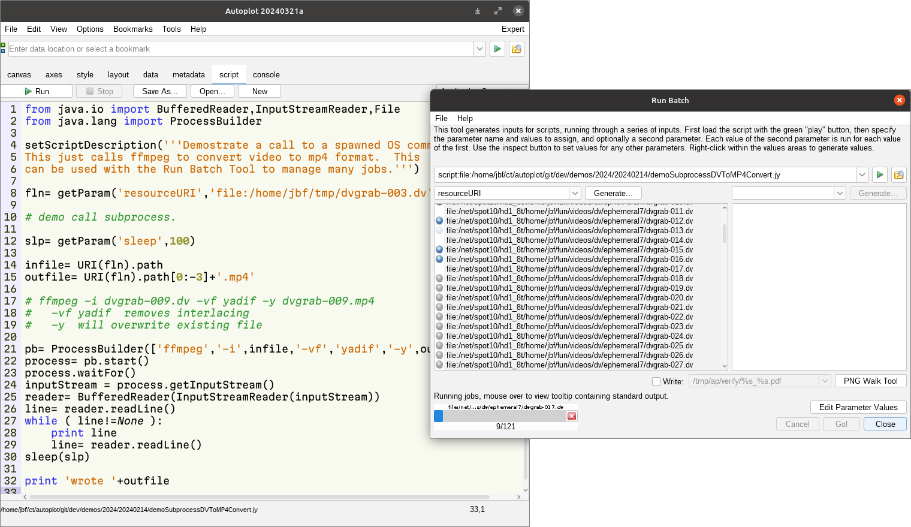 Autoplot 20240321a
File Edit View Options Bookmarks Tools Help Expert
Enter data location or select a bookmark
canvas axes style layout data metadata script console
Run Stop Save As... Open... New
1 from java.io import BufferedReader,InputStreamReader,File
2 from java.lang import ProcessBuilder
3
4 setScriptDescription('''Demostrate a call to a spawned OS comm
5 This just calls ffmpeg to convert video to mp4 format. This
6 can be used with the Run Batch Tool to manage many jobs.''')
7
8 fln= getParam('resourceURI','file:/home/jbf/tmp/dvgrab-003.dv'
9
10 # demo call subprocess.
11
12 slp= getParam('sleep',100)
13
14 infile= URI(fln).path
15 outfile= URI(fln).path[0:-3]+'.mp4'
16
17 # ffmpeg -i dvgrab-009.dv -vf yadif -y dvgrab-009.mp4
18 #   -vf yadif  removes interlacing
19 #   -y  will overwrite existing file
20
21 pb= ProcessBuilder(['ffmpeg','-i',infile,'-vf','yadif','-y',ou
22 process= pb.start()
23 process.waitFor()
24 inputStream = process.getInputStream()
25 reader= BufferedReader(InputStreamReader(inputStream))
26 line= reader.readLine()
27 while ( line!=None ):
28     print line
29     line= reader.readLine()
30 sleep(slp)
31
32 print 'wrote '+outfile
33
/home/jbf/ct/autoplot/git/dev/demos/2024/20240214/demoSubprocessDVToMP4Convert.jy 33,1
Run Batch
File Help
This tool generates inputs for scripts, running through a series of inputs. First load the script with the green "play" button, then specify
the parameter name and values to assign, and optionally a second parameter. Each value of the second parameter is run for each value
of the first. Use the inspect button to set values for any other parameters. Right-click within the values areas to generate values.
script:file:/home/jbf/ct/autoplot/git/dev/demos/2024/20240214/demoSubprocessDVToMP4Convert.jy
resourceURI Generate... Generate...
file:/net/spot10/hd1_8t/home/jbf/fun/videos/dv/ephemeral7/dvgrab-011.dv
file:/net/spot10/hd1_8t/home/jbf/fun/videos/dv/ephemeral7/dvgrab-012.dv
file:/net/spot10/hd1_8t/home/jbf/fun/videos/dv/ephemeral7/dvgrab-013.dv
file:/net/spot10/hd1_8t/home/jbf/fun/videos/dv/ephemeral7/dvgrab-014.dv
file:/net/spot10/hd1_8t/home/jbf/fun/videos/dv/ephemeral7/dvgrab-015.dv
file:/net/spot10/hd1_8t/home/jbf/fun/videos/dv/ephemeral7/dvgrab-016.dv
file:/net/spot10/hd1_8t/home/jbf/fun/videos/dv/ephemeral7/dvgrab-017.dv
file:/net/spot10/hd1_8t/home/jbf/fun/videos/dv/ephemeral7/dvgrab-018.dv
file:/net/spot10/hd1_8t/home/jbf/fun/videos/dv/ephemeral7/dvgrab-019.dv
file:/net/spot10/hd1_8t/home/jbf/fun/videos/dv/ephemeral7/dvgrab-020.dv
file:/net/spot10/hd1_8t/home/jbf/fun/videos/dv/ephemeral7/dvgrab-021.dv
file:/net/spot10/hd1_8t/home/jbf/fun/videos/dv/ephemeral7/dvgrab-022.dv
file:/net/spot10/hd1_8t/home/jbf/fun/videos/dv/ephemeral7/dvgrab-023.dv
file:/net/spot10/hd1_8t/home/jbf/fun/videos/dv/ephemeral7/dvgrab-024.dv
file:/net/spot10/hd1_8t/home/jbf/fun/videos/dv/ephemeral7/dvgrab-025.dv
file:/net/spot10/hd1_8t/home/jbf/fun/videos/dv/ephemeral7/dvgrab-026.dv
file:/net/spot10/hd1_8t/home/jbf/fun/videos/dv/ephemeral7/dvgrab-027.dv
Write: /tmp/ap/verify/%s_%s.pdf PNG Walk Tool
Running jobs, mouse over to view tooltip containing standard output.
9/121
Edit Parameter Values
Cancel Go! Close